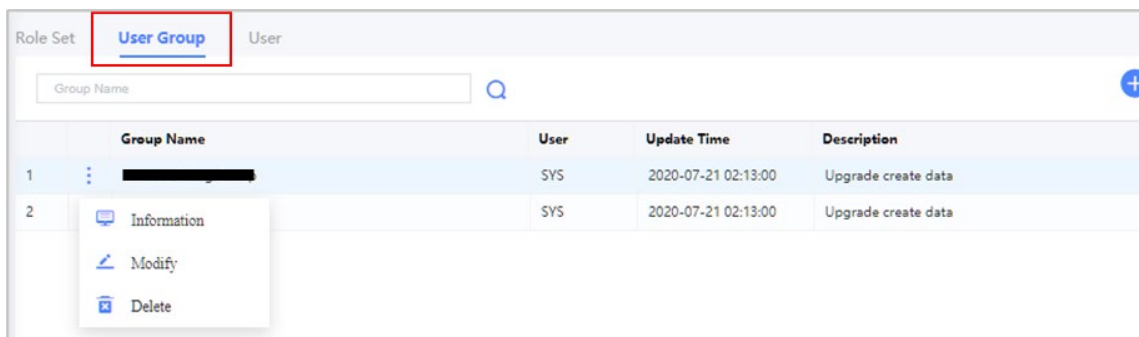 Role Set User Group User
Group Name
Group Name User Update Time Description
1 SYS 2020-07-21 02:13:00 Upgrade create data
2 SYS 2020-07-21 02:13:00 Upgrade create data
Information
Modify
Delete